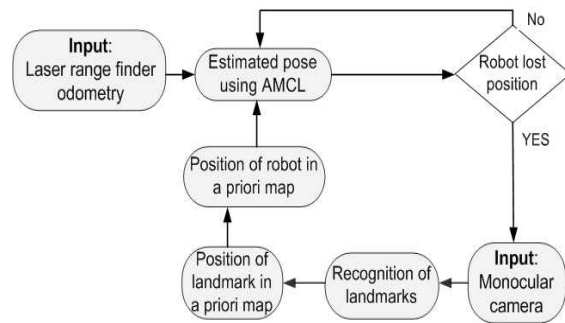 Input:
Laser range finder
odometry
Estimated pose
using AMCL
No
Robot lost
position
YES
Position of robot in
a priori map
Position of
landmark in
a priori map
Recognition of
landmarks
Input:
Monocular
camera